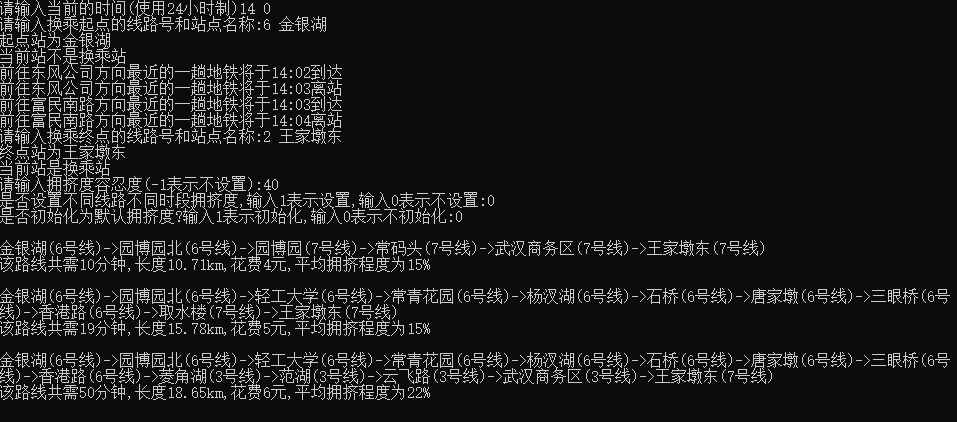 请输入当前的时间(使用24小时制)14 0
请输入换乘起点的线路号和站点名称:6 金银湖
起点站为金银湖
当前站不是换乘站
前往东风公司方向最近的一趟地铁将于14:02到达
前往东风公司方向最近的一趟地铁将于14:03离站
前往富民南路方向最近的一趟地铁将于14:03到达
前往富民南路方向最近的一趟地铁将于14:04离站
请输入换乘终点的线路号和站点名称:2 王家墩东
终点站为王家墩东
当前站是换乘站
请输入拥挤度容忍度(-1表示不设置):40
是否设置不同线路不同时段拥挤度,输入1表示设置,输入0表示不设置:0
是否初始化为默认拥挤度?输入1表示初始化,输入0表示不初始化:0
金银湖(6号线)->园博园北(6号线)->园博园(7号线)->常码头(7号线)->武汉商务区(7号线)->王家墩东(7号线)
该路线共需10分钟,长度10.71km,花费4元,平均拥挤程度为15%
金银湖(6号线)->园博园北(6号线)->轻工大学(6号线)->常青花园(6号线)->杨汊湖(6号线)->石桥(6号线)->唐家墩(6号线)->三眼桥(6号
线)->香港路(6号线)->取水楼(7号线)->王家墩东(7号线)
该路线共需19分钟,长度15.78km,花费5元,平均拥挤程度为15%
金银湖(6号线)->园博园北(6号线)->轻工大学(6号线)->常青花园(6号线)->杨汊湖(6号线)->石桥(6号线)->唐家墩(6号线)->三眼桥(6号
线)->香港路(6号线)->菱角湖(3号线)->范湖(3号线)->云飞路(3号线)->武汉商务区(3号线)->王家墩东(7号线)
该路线共需50分钟,长度18.65km,花费6元,平均拥挤程度为22%